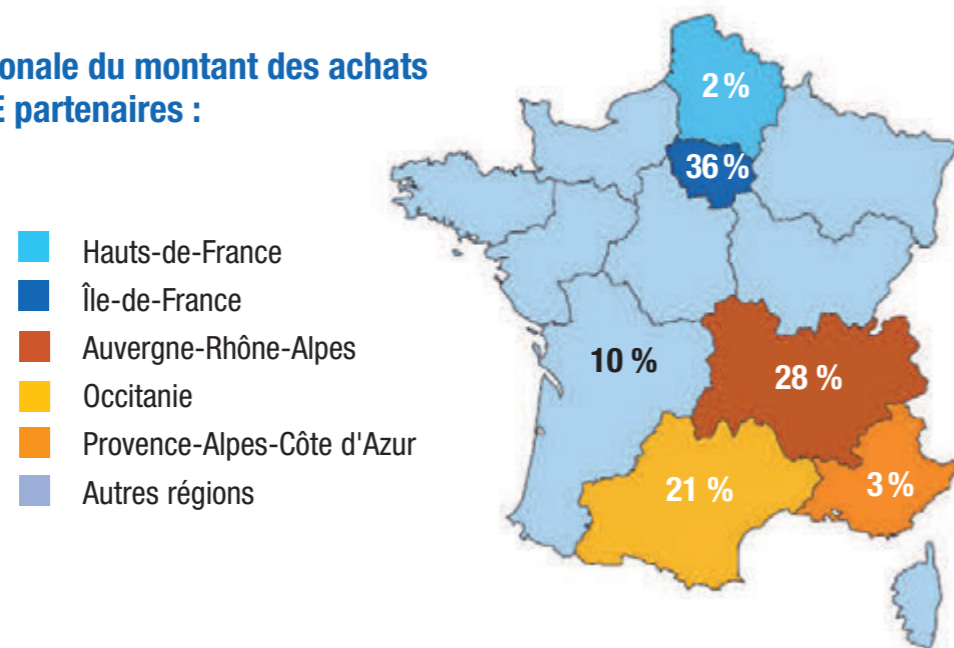 onale du montant des achats
E partenaires :
Hauts-de-France
Île-de-France
Auvergne-Rhône-Alpes
Occitanie
Provence-Alpes-Côte d'Azur
Autres régions
2 %
36 %
10 %
28 %
21 %
3 %